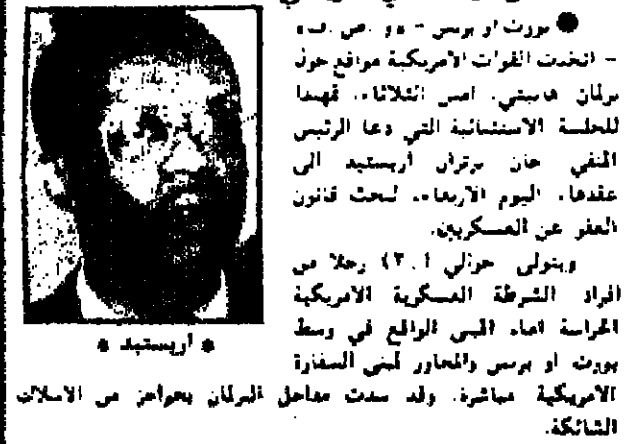 ● بورت او برنس - «و . ص . ف»
- اتخذت القوات الامريكية مواقع حول
برلمان هاييتي، امس الثلاثاء، تمهيدا
للجلسة الاستثنائية التي دعا الرئيس
المنفي جان برتران اريستيد الى
عقدها، اليوم الاربعاء، لبحث قانون
العفو عن العسكريين.
ويتولى حوالي (٣٠) رجلا من
افراد الشرطة العسكرية الامريكية
الحراسة امام المبنى الواقع في وسط
* اريستيد *
بورت او برنس والمجاور لمبنى السفارة
الامريكية مباشرة. وقد سدت مداخل البرلمان بحواجز من الاسلاك
الشائكة.